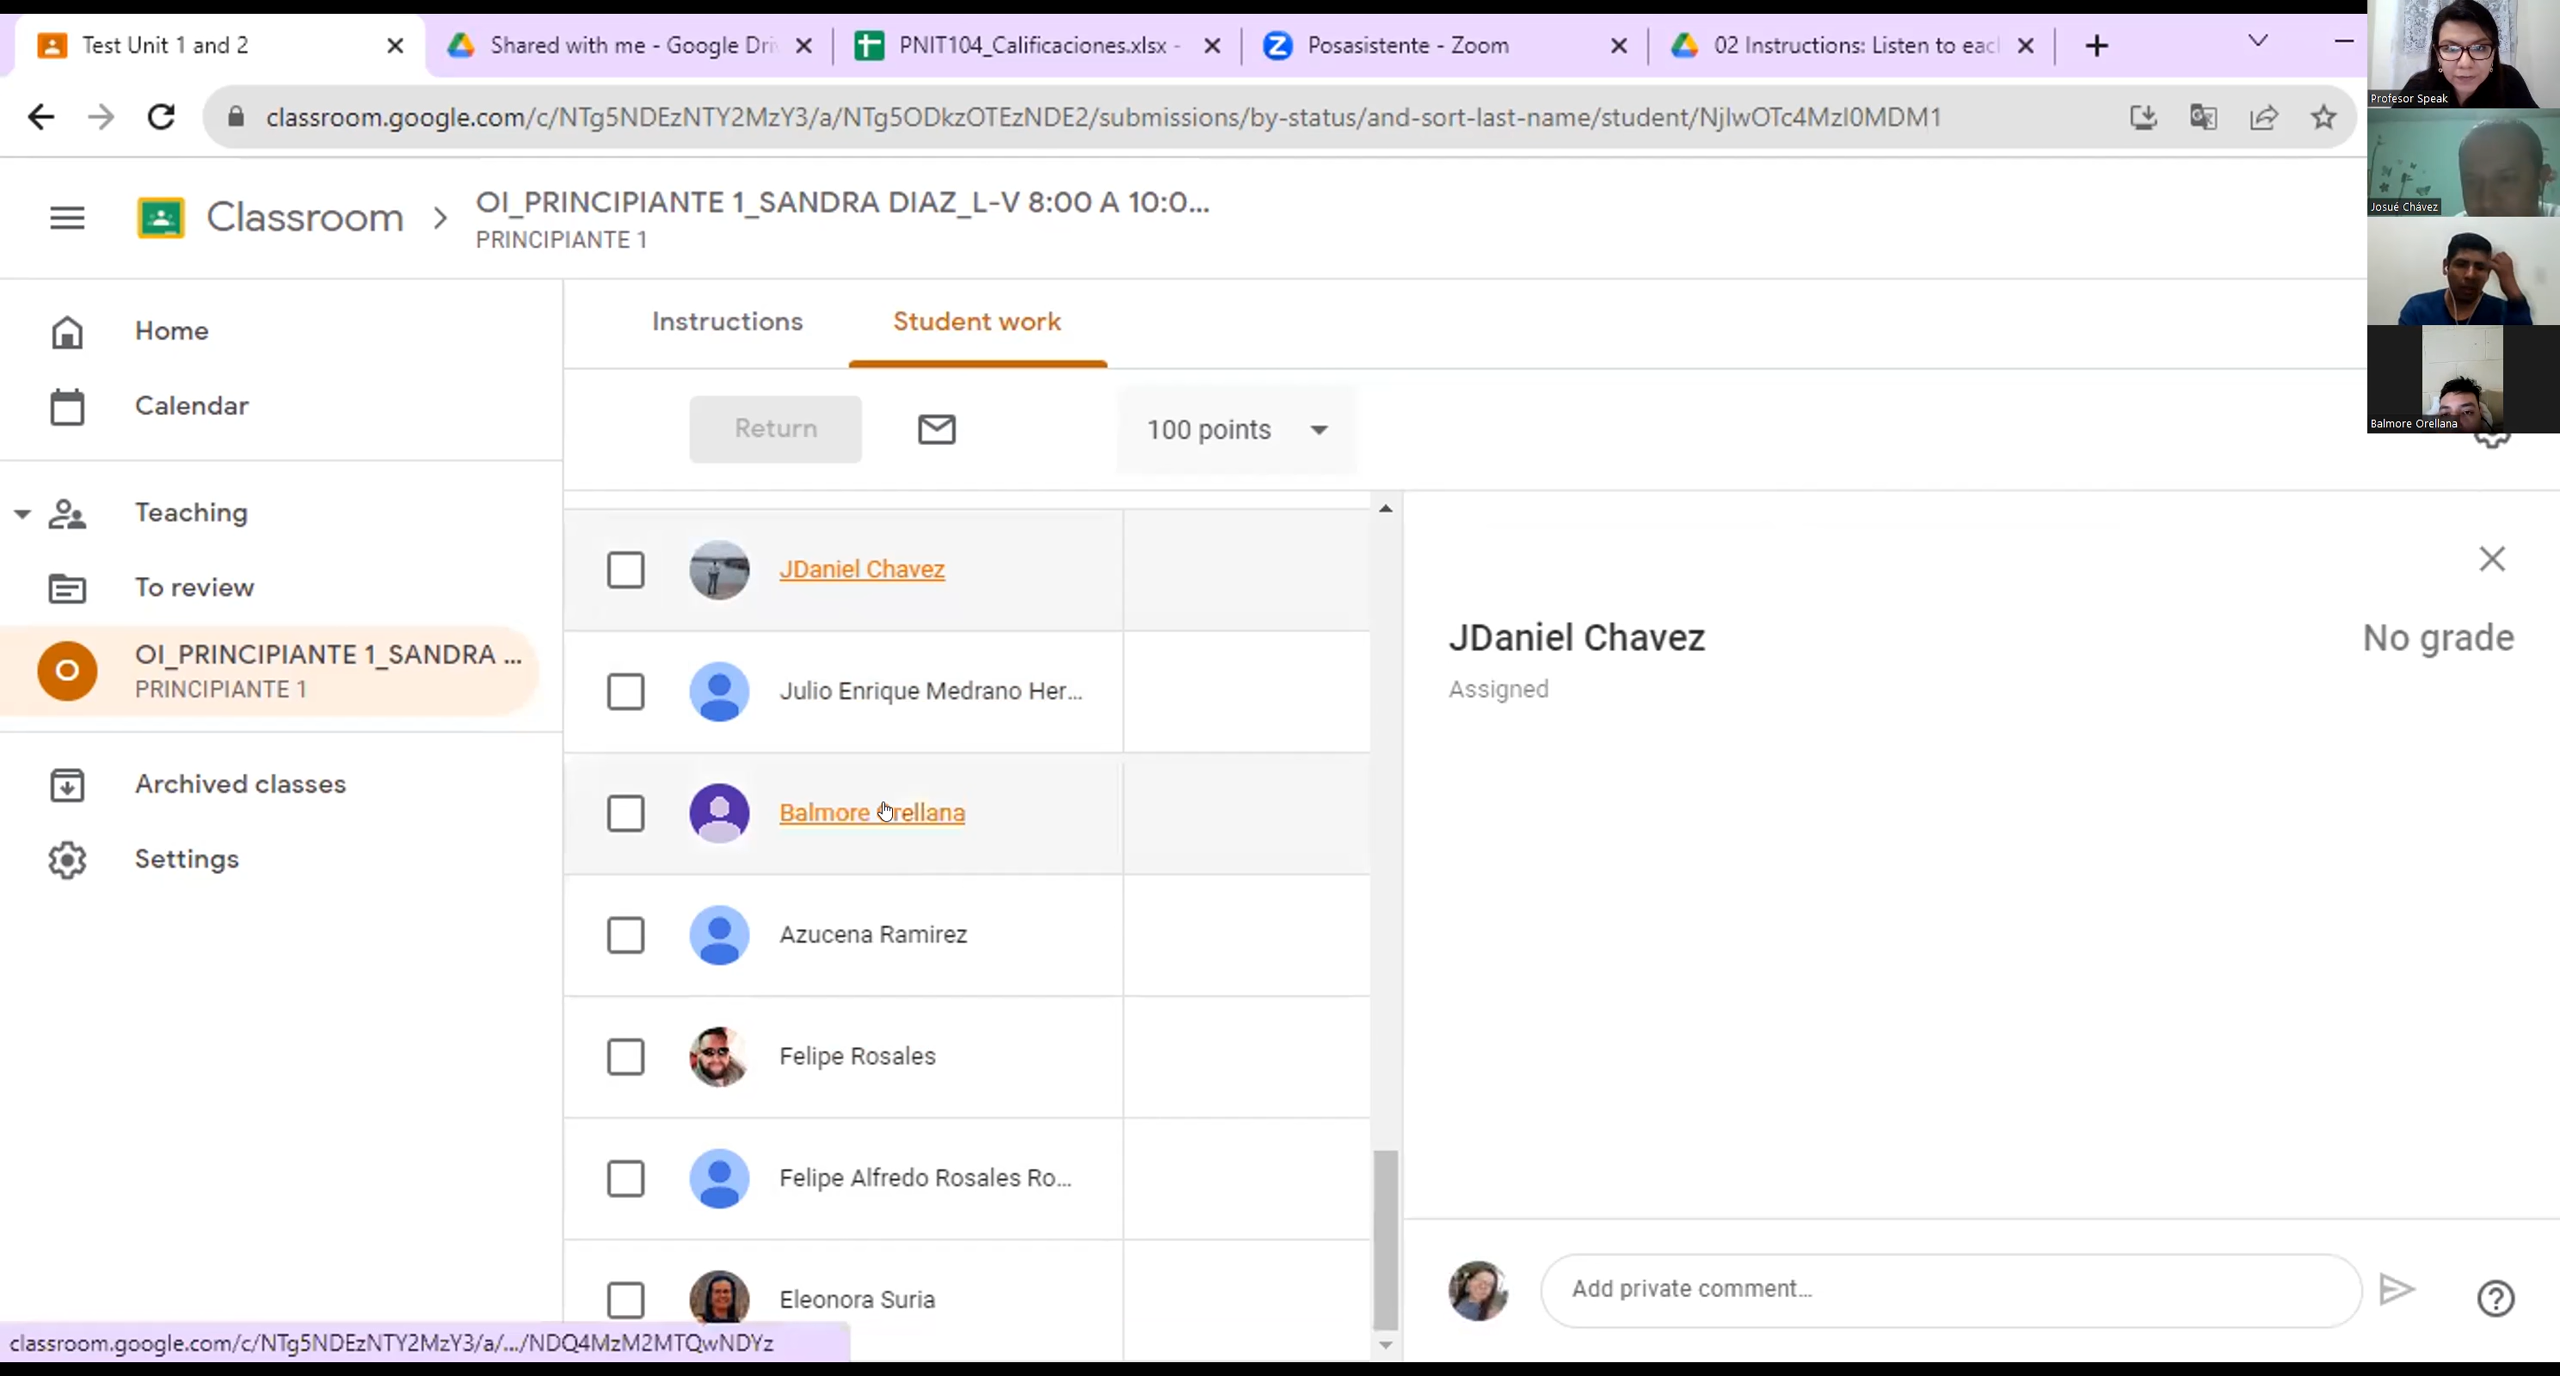 Test Unit 1 and 2
Shared with me - Google Dri
PNIT104_Calificaciones.xlsx -
Posasistente - Zoom
02 Instructions: Listen to eac
classroom.google.com/c/NTg5NDEzNTY2MzY3/a/NTg5ODkzOTEzNDE2/submissions/by-status/and-sort-last-name/student/NjIwOTc4MzI0MDM1
Classroom
OI_PRINCIPIANTE 1_SANDRA DIAZ_L-V 8:00 A 10:0...
PRINCIPIANTE 1
Profesor Speak
Josué Chávez
Balmore Orellana
Home
Calendar
Teaching
To review
O
OI_PRINCIPIANTE 1_SANDRA ...
PRINCIPIANTE 1
Archived classes
Settings
Instructions
Student work
Return
100 points
JDaniel Chavez
Julio Enrique Medrano Her...
Balmore Orellana
Azucena Ramirez
Felipe Rosales
Felipe Alfredo Rosales Ro...
Eleonora Suria
JDaniel Chavez
No grade
Assigned
Add private comment...
classroom.google.com/c/NTg5NDEzNTY2MzY3/a/.../NDQ4MzM2MTQwNDYz